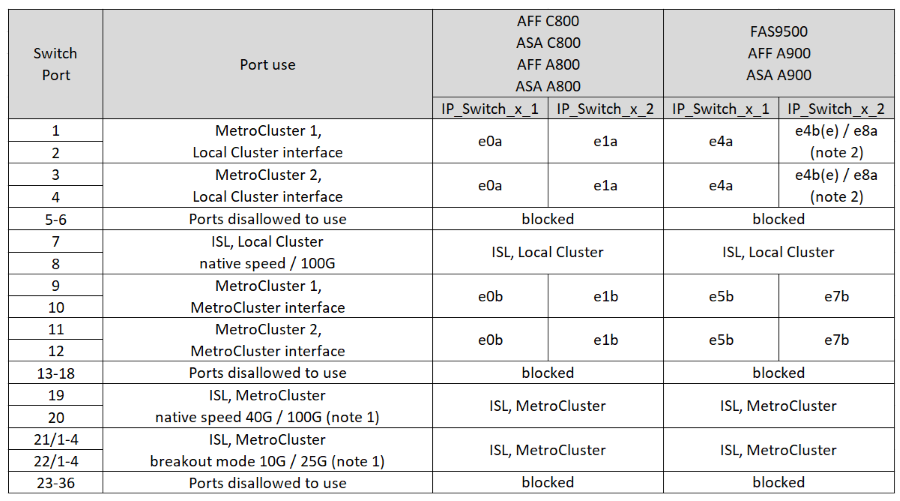 Switch Port
Port use
AFF C800
ASA C800
AFF A800
ASA A800
FAS9500
AFF A900
ASA A900
IP_Switch_x_1
IP_Switch_x_2
IP_Switch_x_1
IP_Switch_x_2
1
2
MetroCluster 1,
Local Cluster interface
e0a
e1a
e4a
e4b(e) / e8a
(note 2)
3
4
MetroCluster 2,
Local Cluster interface
e0a
e1a
e4a
e4b(e) / e8a
(note 2)
5-6
Ports disallowed to use
blocked
blocked
7
8
ISL, Local Cluster
native speed / 100G
ISL, Local Cluster
ISL, Local Cluster
9
10
MetroCluster 1,
MetroCluster interface
e0b
e1b
e5b
e7b
11
12
MetroCluster 2,
MetroCluster interface
e0b
e1b
e5b
e7b
13-18
Ports disallowed to use
blocked
blocked
19
20
ISL, MetroCluster
native speed 40G / 100G (note 1)
ISL, MetroCluster
ISL, MetroCluster
21/1-4
22/1-4
ISL, MetroCluster
breakout mode 10G / 25G (note 1)
ISL, MetroCluster
ISL, MetroCluster
23-36
Ports disallowed to use
blocked
blocked